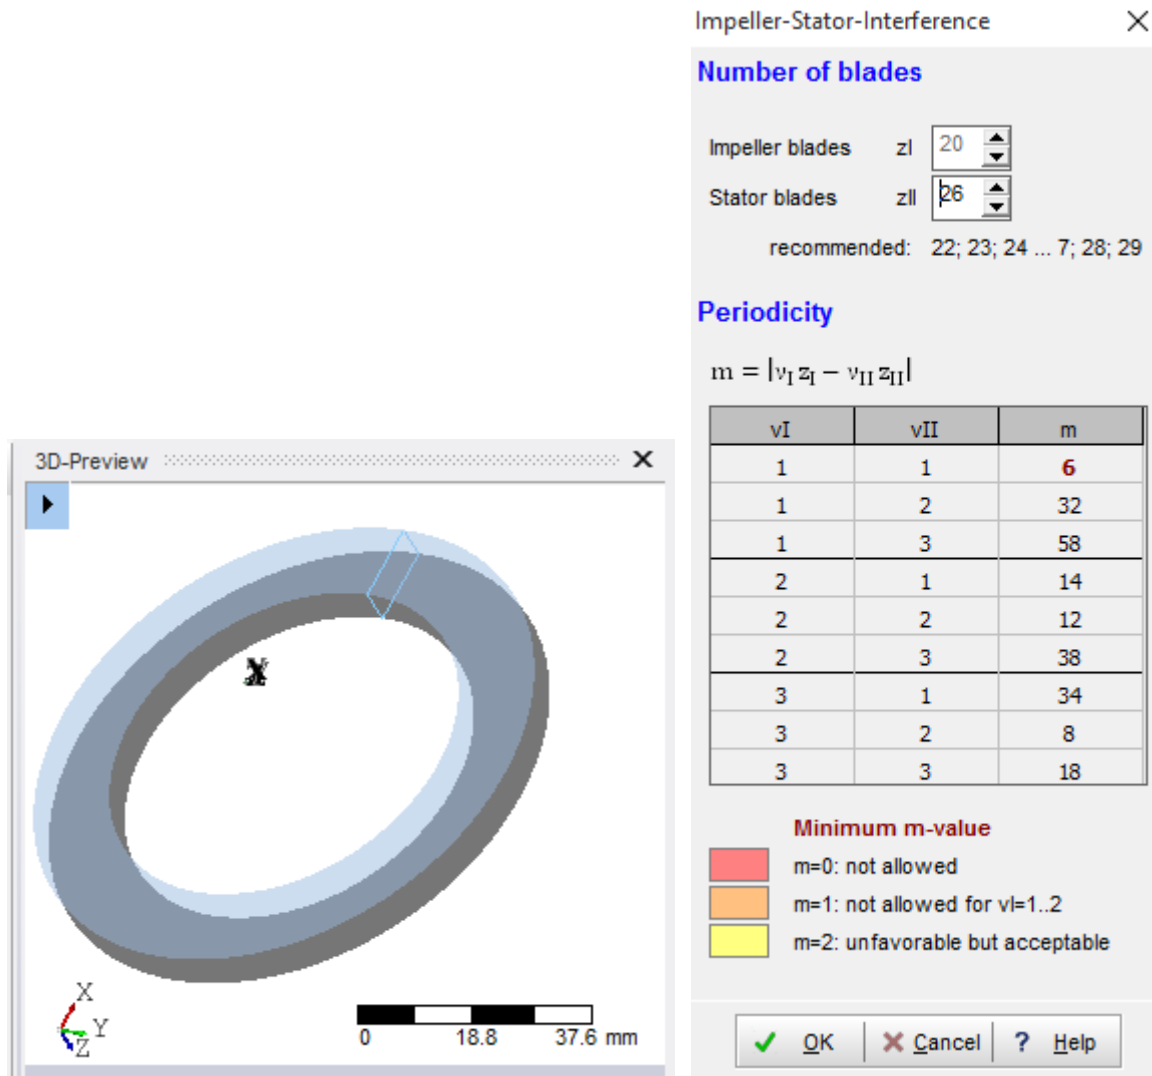 Impeller-Stator-Interference
Number of blades
Impeller blades zI 20
Stator blades zII 26
recommended: 22; 23; 24 ... 7; 28; 29
Periodicity
m = |νI zI − νII zII|
vI vII m
1 1 6
1 2 32
1 3 58
2 1 14
2 2 12
2 3 38
3 1 34
3 2 8
3 3 18
Minimum m-value
m=0: not allowed
m=1: not allowed for vI=1..2
m=2: unfavorable but acceptable
OK Cancel ? Help
3D-Preview
X
Y
Z
0 18.8 37.6 mm